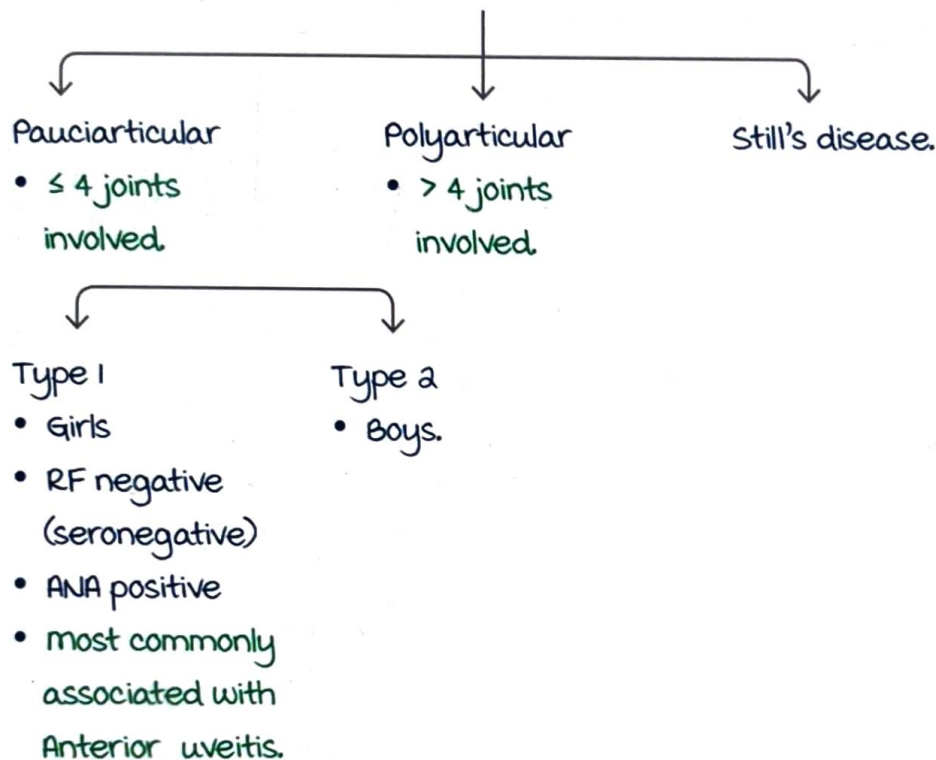 Pauciarticular
• ≤ 4 joints
involved.
Polyarticular
• > 4 joints
involved.
Still's disease.
Type 1
• Girls
• RF negative
(seronegative)
• ANA positive
• most commonly
associated with
Anterior uveitis.
Type 2
• Boys.